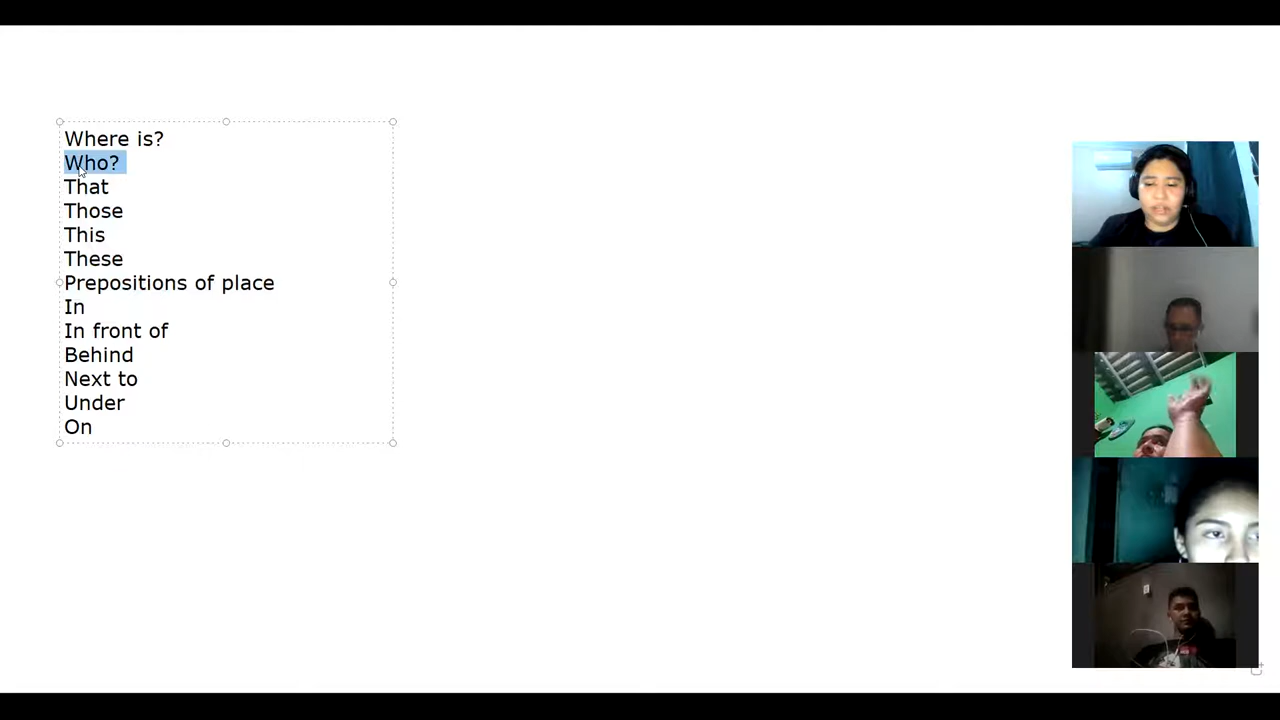 Where is?
Who?
That
Those
This
These
Prepositions of place
In
In front of
Behind
Next to
Under
On